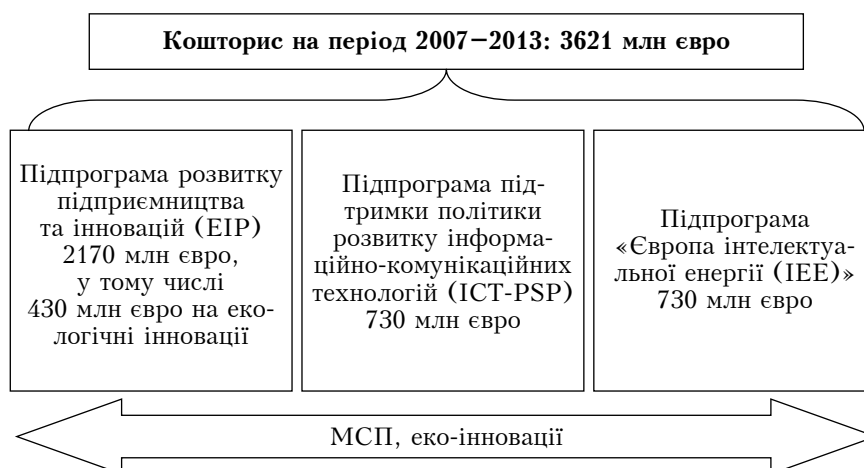 Кошторис на період 2007–2013: 3621 млн євро
Підпрограма розвитку
підприємництва
та інновацій (EIP)
2170 млн євро,
у тому числі
430 млн євро на еко-
логічні інновації
Підпрограма під-
тримки політики
розвитку інформа-
ційно-комунікаційних
технологій (ICT-PSP)
730 млн євро
Підпрограма
«Європа інтелектуа-
льної енергії (IEE)»
730 млн євро
МСП, еко-інновації